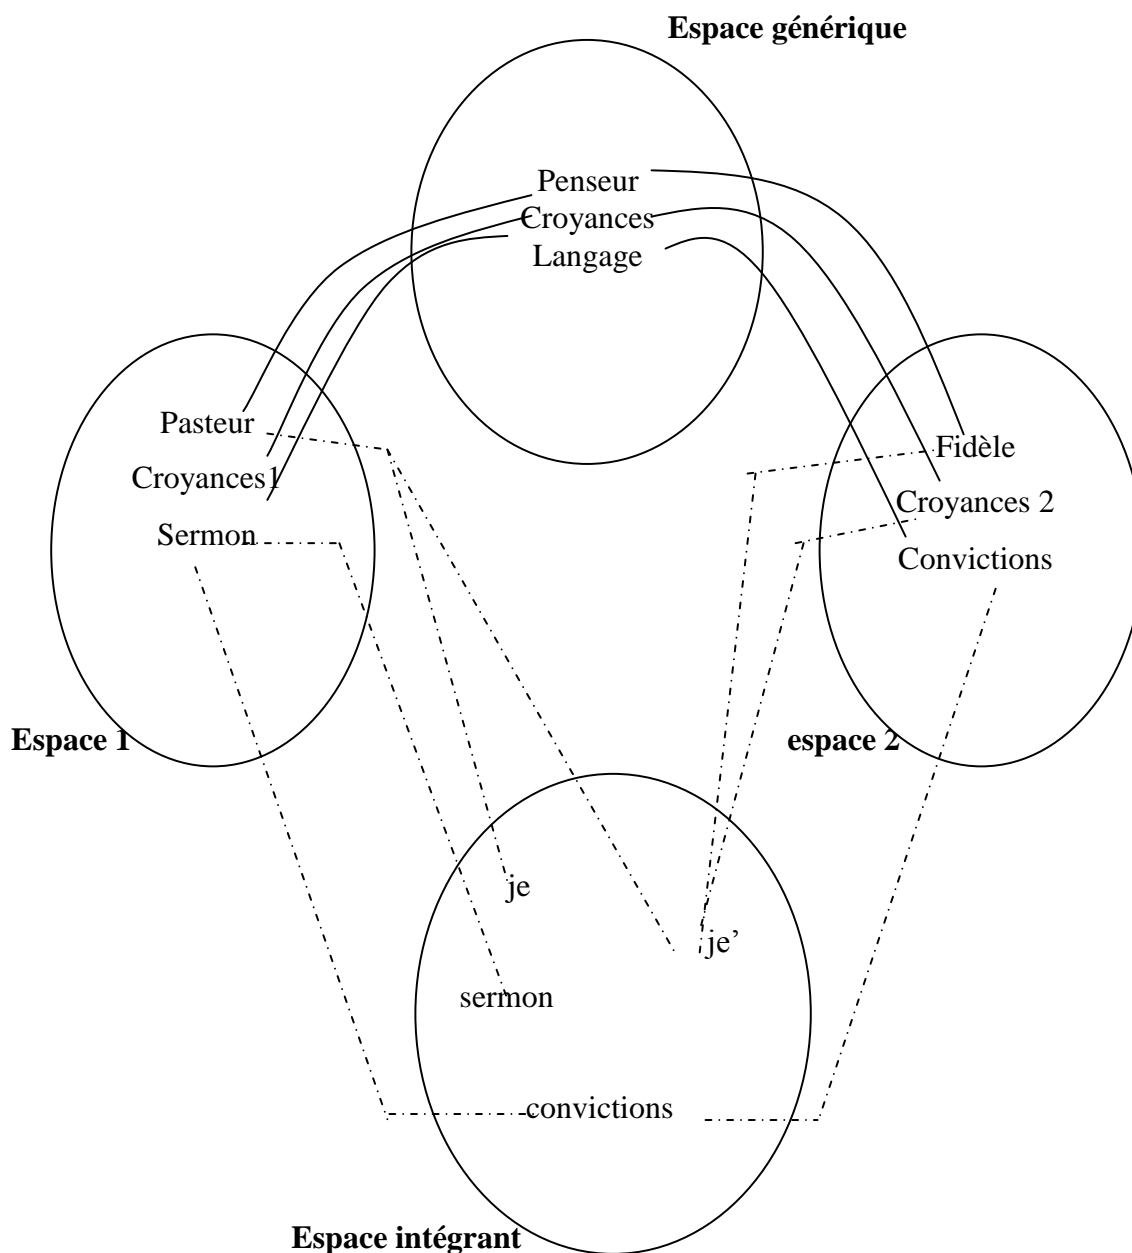 Espace générique
Penseur
Croyances
Langage
Pasteur
Croyances1
Sermon
Fidèle
Croyances 2
Convictions
Espace 1
espace 2
je
je’
sermon
convictions
Espace intégrant